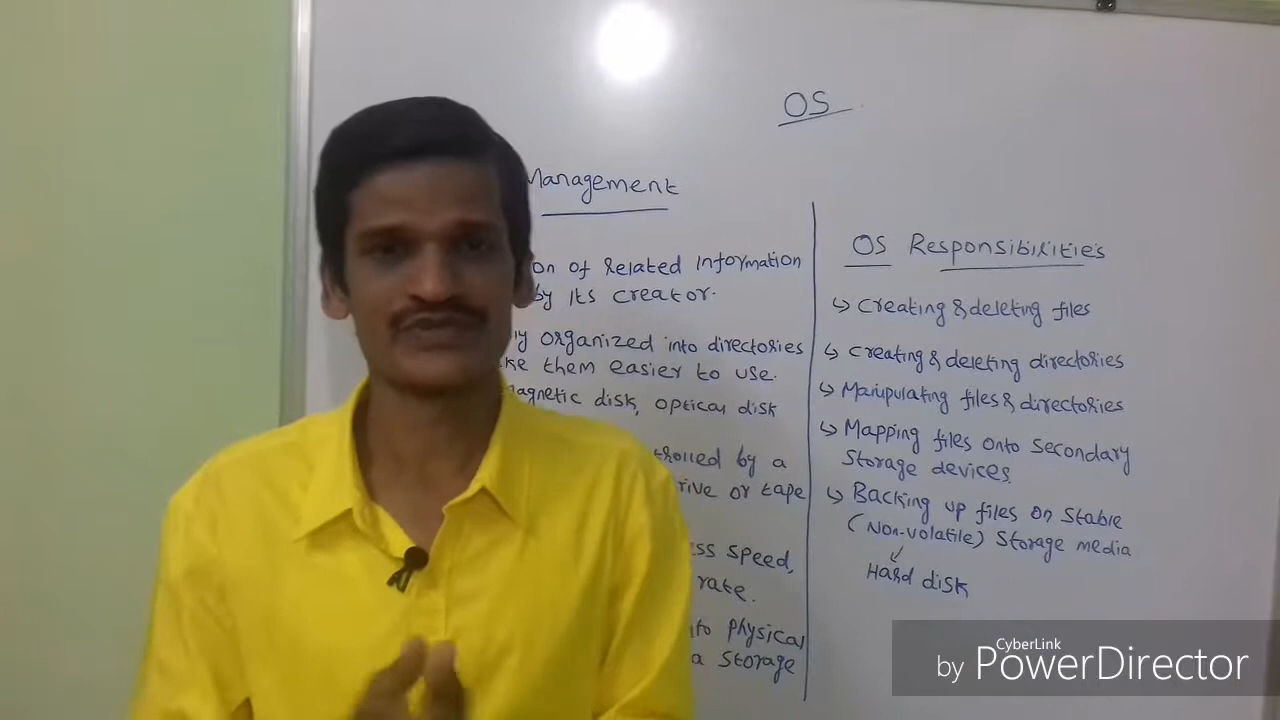 OS
Management
on of related information
by its creator.
organized into directories
them easier to use.
agnetic disk, optical disk
trolled by a
rive or tape
ss speed,
rate.
to physical
a storage
OS Responsibilities
↳ Creating & deleting files
↳ Creating & deleting directories
↳ Manipulating files & directories
↳ Mapping files onto secondary
storage devices
↳ Backing up files on stable
(Non-volatile) storage media
Hard disk
CyberLink
by PowerDirector